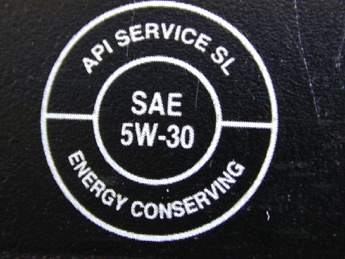 API SERVICE SL
SAE
5W-30
ENERGY CONSERVING